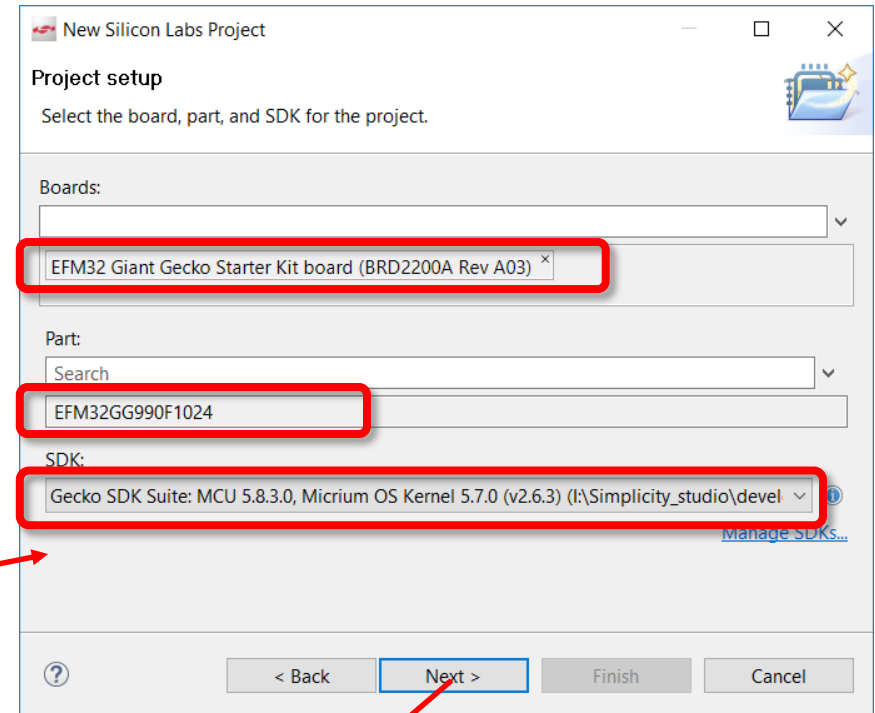 New Silicon Labs Project
Project setup
Select the board, part, and SDK for the project.
Boards:
EFM32 Giant Gecko Starter Kit board (BRD2200A Rev A03) ×
Part:
Search
EFM32GG990F1024
SDK:
Gecko SDK Suite: MCU 5.8.3.0, Micrium OS Kernel 5.7.0 (v2.6.3) (I:\Simplicity_studio\devel
Manage SDKs...
< Back Next > Finish Cancel